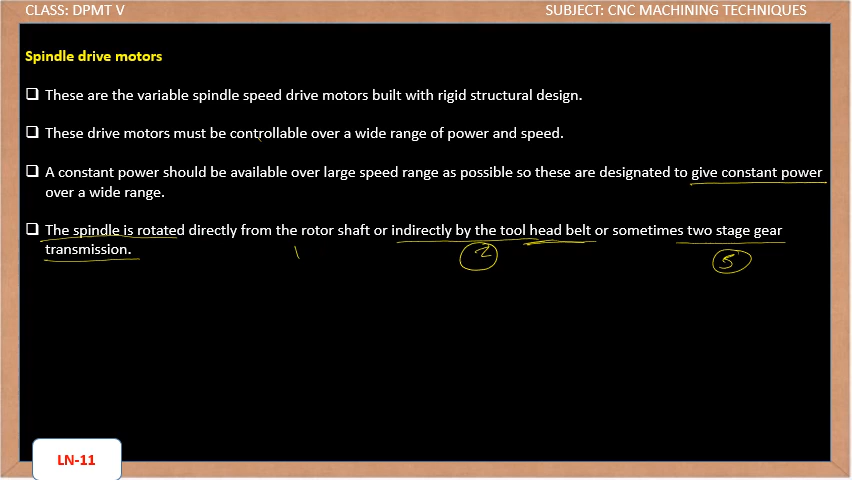 CLASS: DPMT V
SUBJECT: CNC MACHINING TECHNIQUES
Spindle drive motors
❑ These are the variable spindle speed drive motors built with rigid structural design.
❑ These drive motors must be controllable over a wide range of power and speed.
❑ A constant power should be available over large speed range as possible so these are designated to give constant power
over a wide range.
❑ The spindle is rotated directly from the rotor shaft or indirectly by the tool head belt or sometimes two stage gear
transmission.
1 2
LN-11